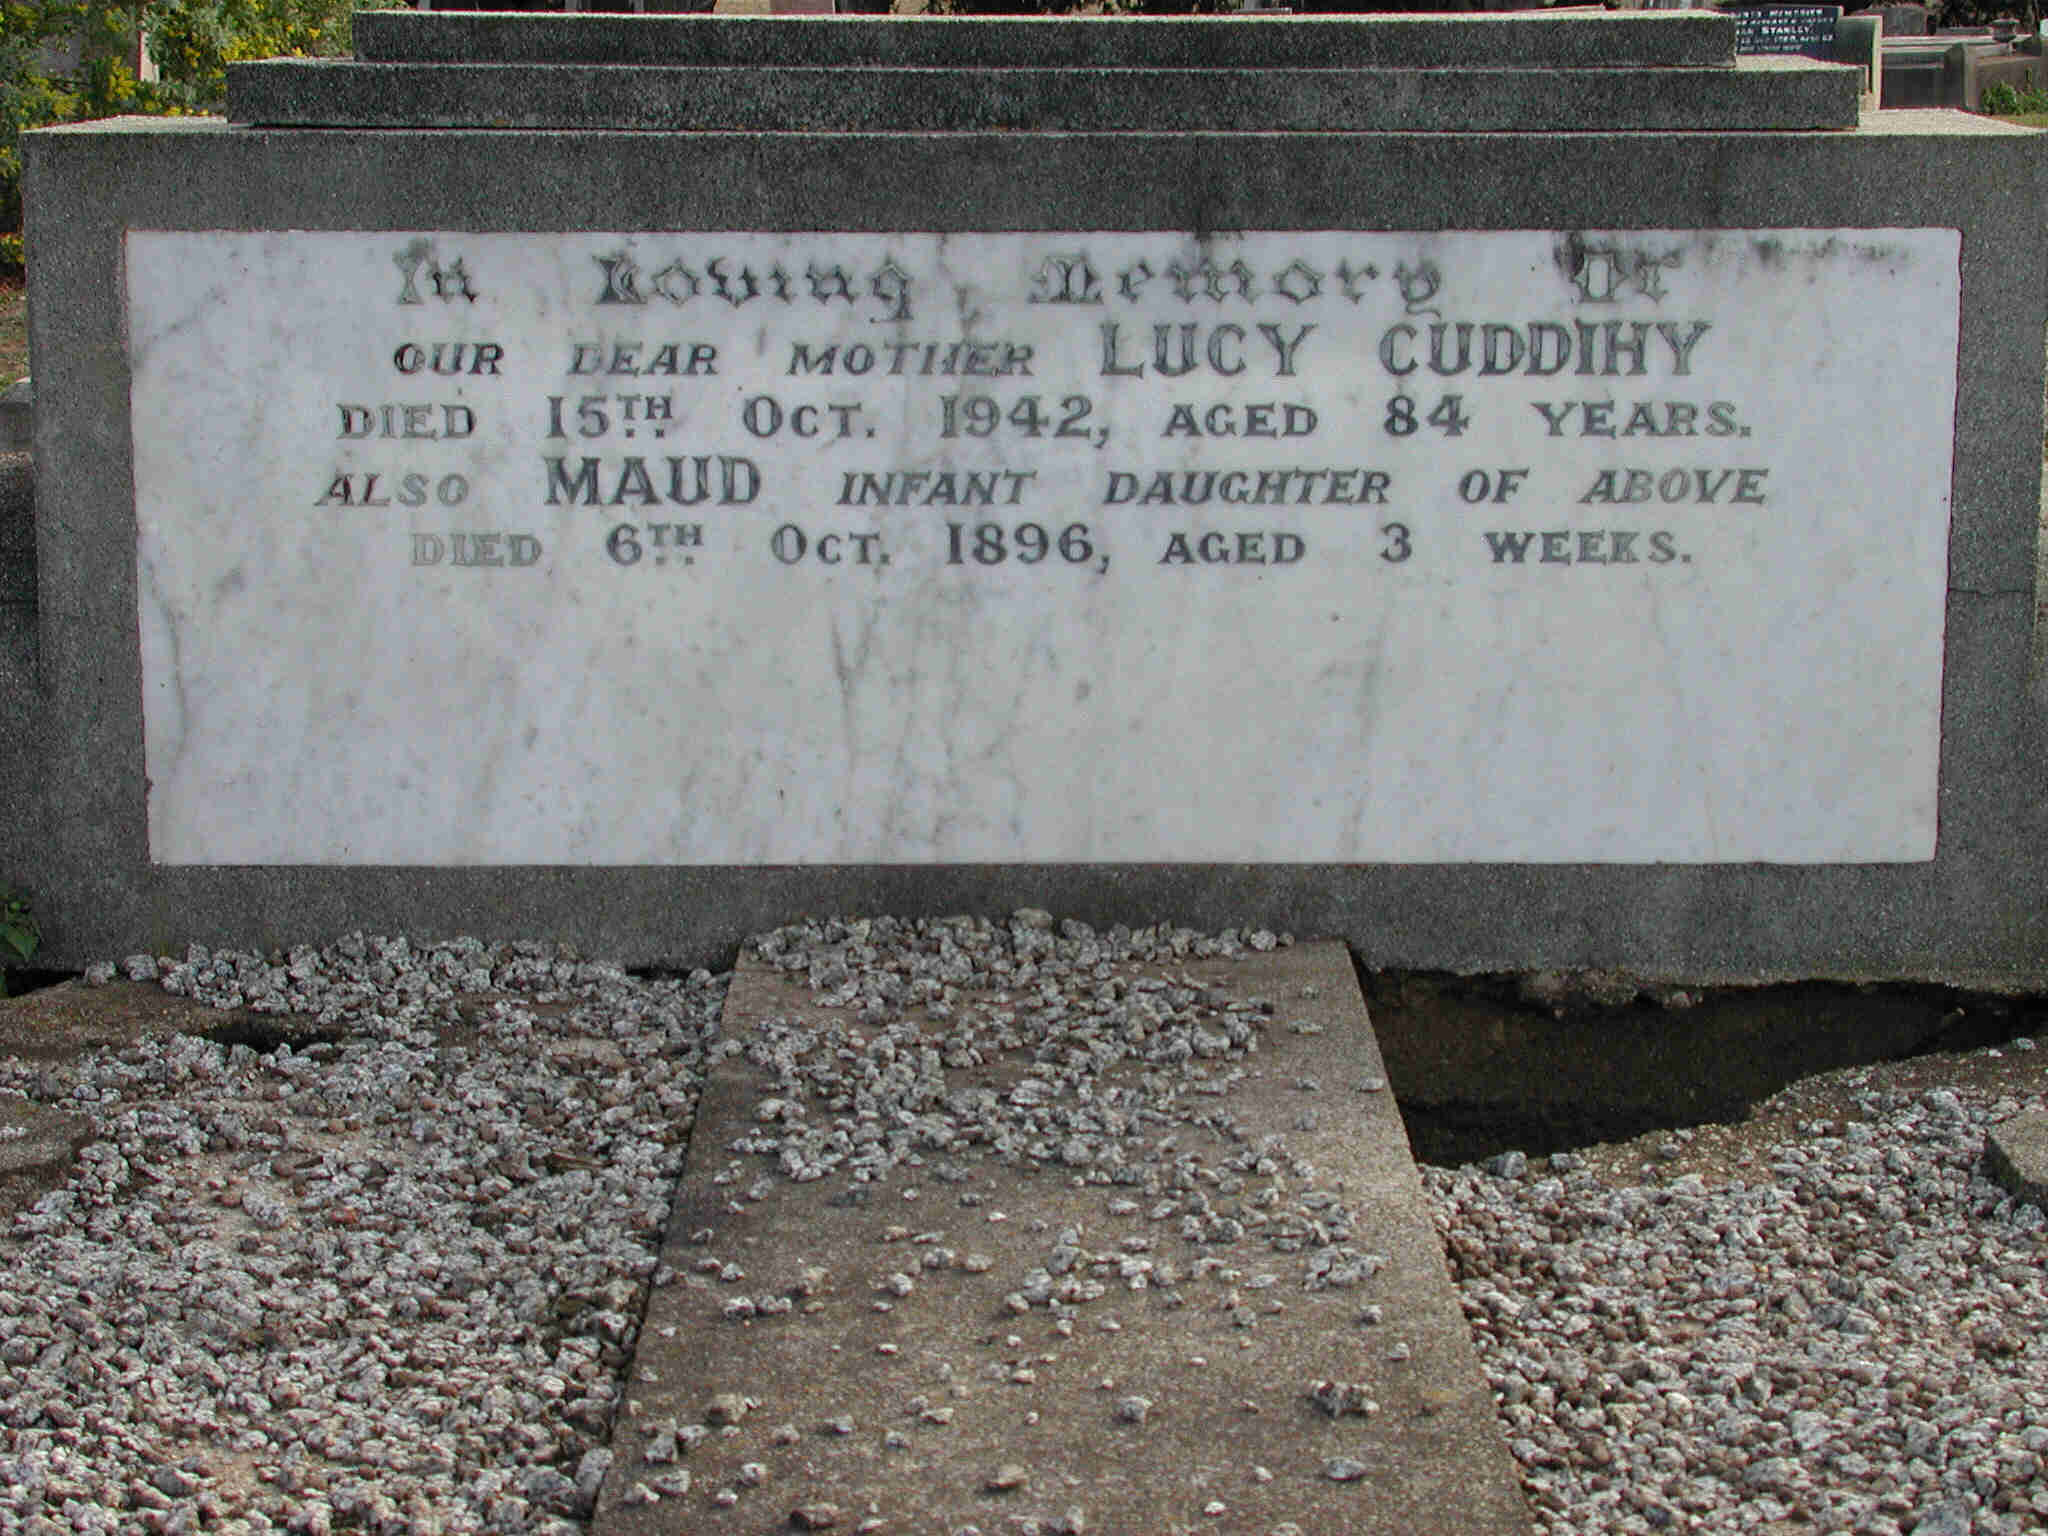 In Loving Memory Of
OUR DEAR MOTHER LUCY CUDDIHY
DIED 15TH OCT. 1942, AGED 84 YEARS.
ALSO MAUD INFANT DAUGHTER OF ABOVE
DIED 6TH OCT. 1896, AGED 3 WEEKS.
STANLEY